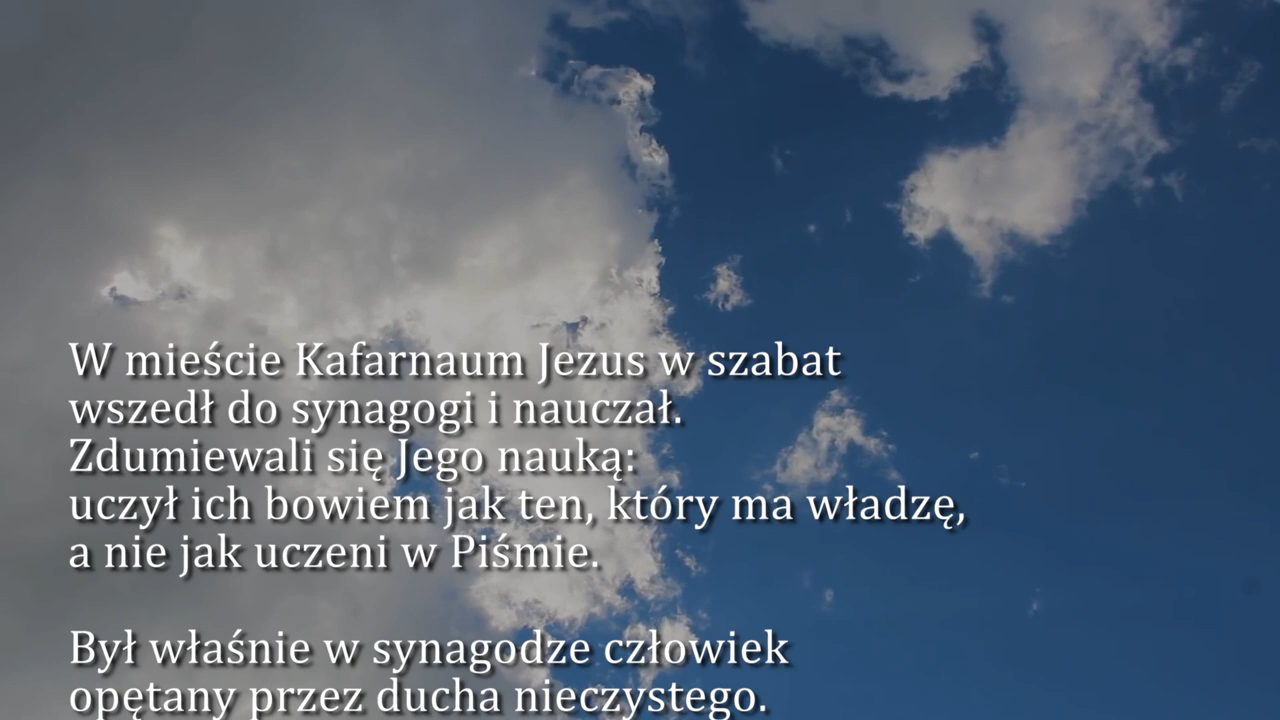 W mieście Kafarnaum Jezus w szabat
wszedł do synagogi i nauczał.
Zdumiewali się Jego nauką:
uczył ich bowiem jak ten, który ma władzę,
a nie jak uczeni w Piśmie.
Był właśnie w synagodze człowiek
opętany przez ducha nieczystego.